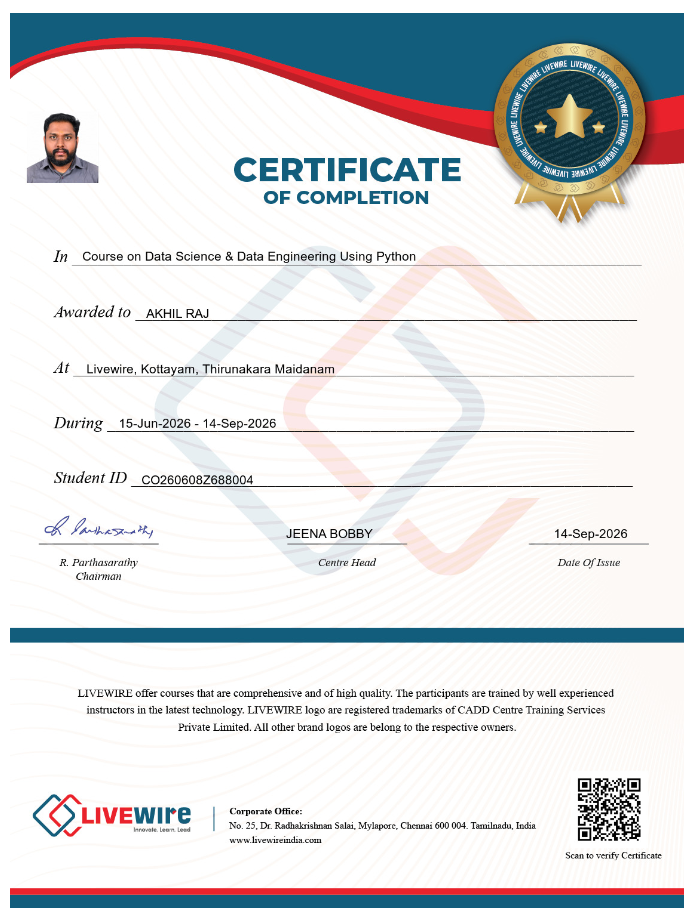 LIVEWIRE LIVEWIRE LIVEWIRE LIVEWIRE LIVEWIRE LIVEWIRE LIVEWIRE LIVEWIRE
CERTIFICATE
OF COMPLETION
In Course on Data Science & Data Engineering Using Python
Awarded to AKHIL RAJ
At Livewire, Kottayam, Thirunakara Maidanam
During 15-Jun-2026 - 14-Sep-2026
Student ID CO260608Z688004
R Parthasarathy JEENA BOBBY 14-Sep-2026
R. Parthasarathy Centre Head Date Of Issue
Chairman
LIVEWIRE offer courses that are comprehensive and of high quality. The participants are trained by well experienced
instructors in the latest technology. LIVEWIRE logo are registered trademarks of CADD Centre Training Services
Private Limited. All other brand logos are belong to the respective owners.
LIVEWIRE
Innovate. Learn. Lead
Corporate Office:
No. 25, Dr. Radhakrishnan Salai, Mylapore, Chennai 600 004. Tamilnadu, India
www.livewireindia.com
Scan to verify Certificate